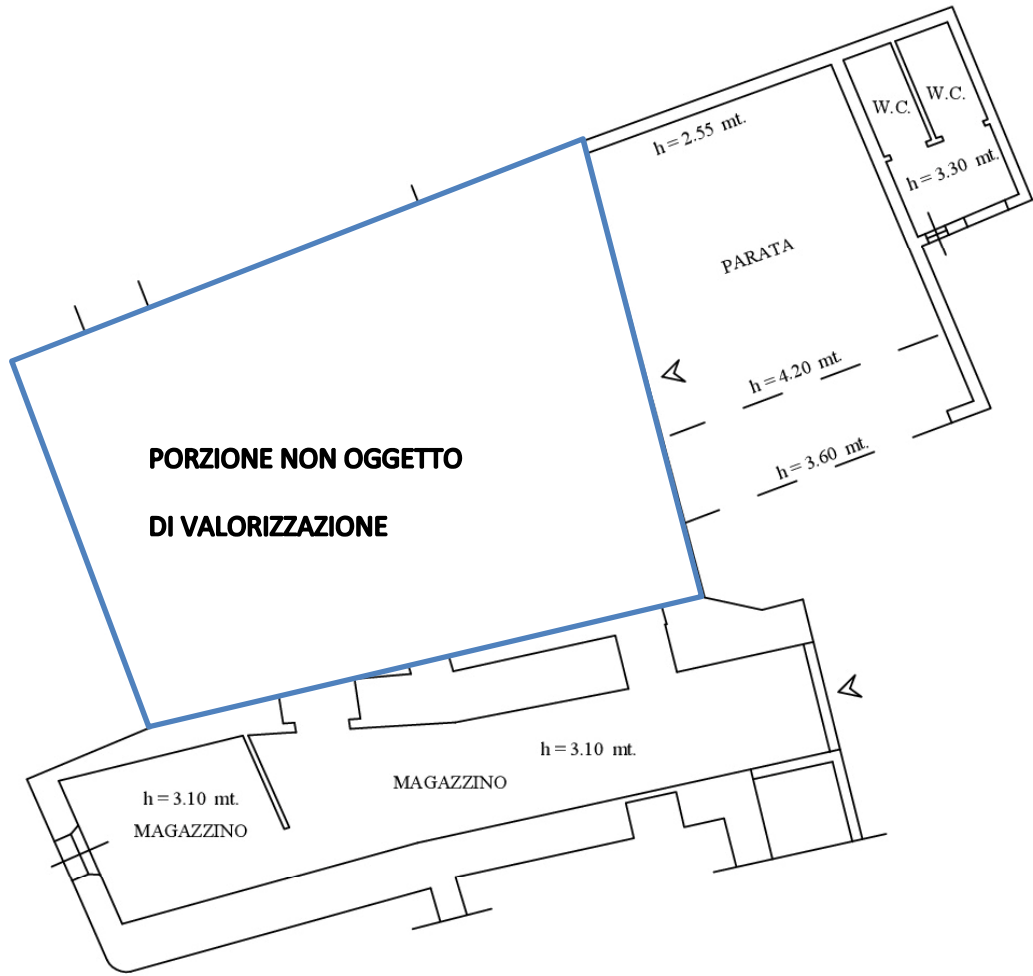 W.C.
W.C.
h = 2.55 mt.
h = 3.30 mt.
PARATA
h = 4.20 mt.
h = 3.60 mt.
PORZIONE NON OGGETTO
DI VALORIZZAZIONE
h = 3.10 mt.
MAGAZZINO
h = 3.10 mt.
MAGAZZINO